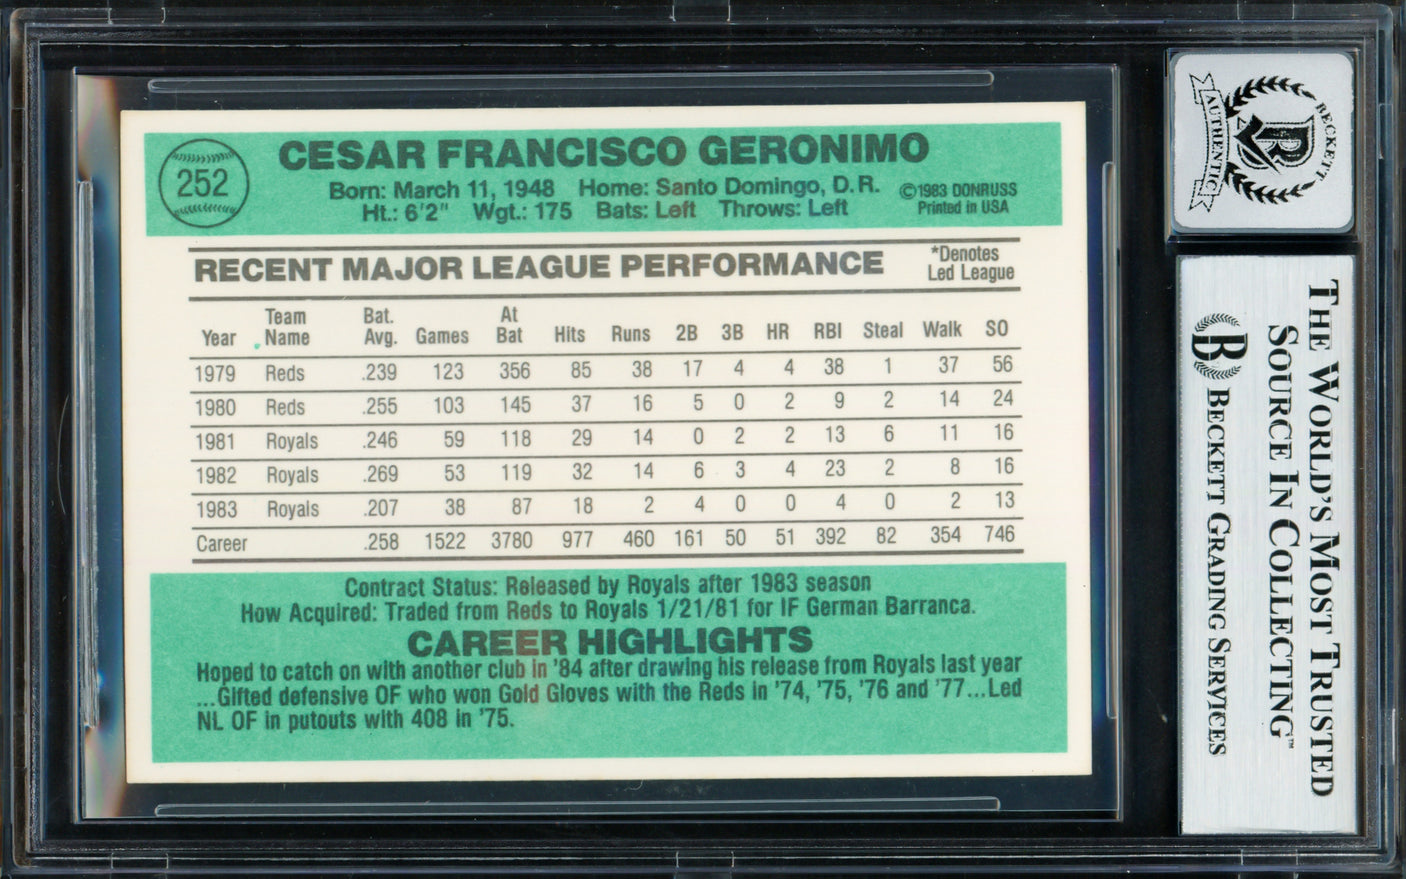 252
CESAR FRANCISCO GERONIMO
Born: March 11, 1948 Home: Santo Domingo, D.R.
Ht.: 6'2" Wgt.: 175 Bats: Left Throws: Left
©1983 DONRUSS
Printed in USA
RECENT MAJOR LEAGUE PERFORMANCE
*Denotes
Led League
Year Team Name Bat. Avg. Games At Bat Hits Runs 2B 3B HR RBI Steal Walk SO
1979 Reds .239 123 356 85 38 17 4 4 38 1 37 56
1980 Reds .255 103 145 37 16 5 0 2 9 2 14 24
1981 Royals .246 59 118 29 14 0 2 2 13 6 11 16
1982 Royals .269 53 119 32 14 6 3 4 23 2 8 16
1983 Royals .207 38 87 18 2 4 0 0 4 0 2 13
Career .258 1522 3780 977 460 161 50 51 392 82 354 746
Contract Status: Released by Royals after 1983 season
How Acquired: Traded from Reds to Royals 1/21/81 for IF German Barranca.
CAREER HIGHLIGHTS
Hoped to catch on with another club in '84 after drawing his release from Royals last year
...Gifted defensive OF who won Gold Gloves with the Reds in '74, '75, '76 and '77...Led
NL OF in putouts with 408 in '75.
BECKETT
B
AUTHENTIC
THE WORLD'S MOST TRUSTED
SOURCE IN COLLECTING™
B BECKETT GRADING SERVICES